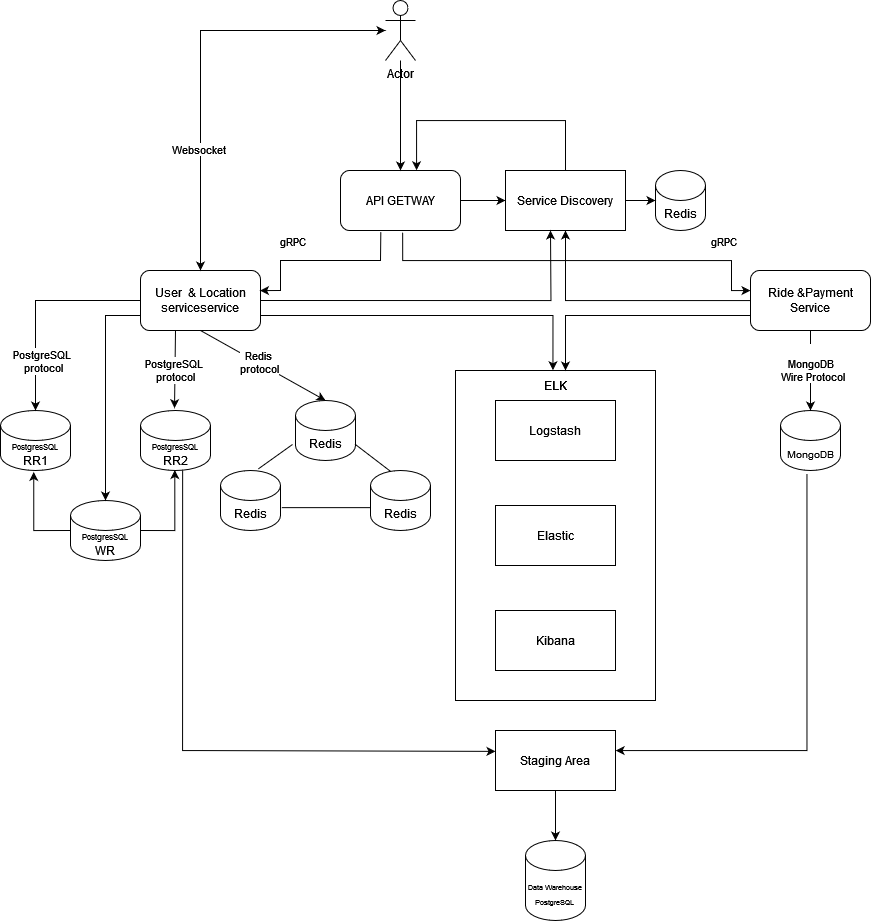 Actor
Websocket
API GETWAY
Service Discovery
Redis
gRPC
gRPC
User & Location
serviceservice
Ride &Payment
Service
PostgreSQL
protocol
PostgreSQL
protocol
Redis
protocol
MongoDB
Wire Protocol
ELK
Logstash
Elastic
Kibana
PostgresSQL
RR1
PostgresSQL
RR2
Redis
Redis
Redis
MongoDB
PostgresSQL
WR
Staging Area
Data Warehouse
PostgreSQL